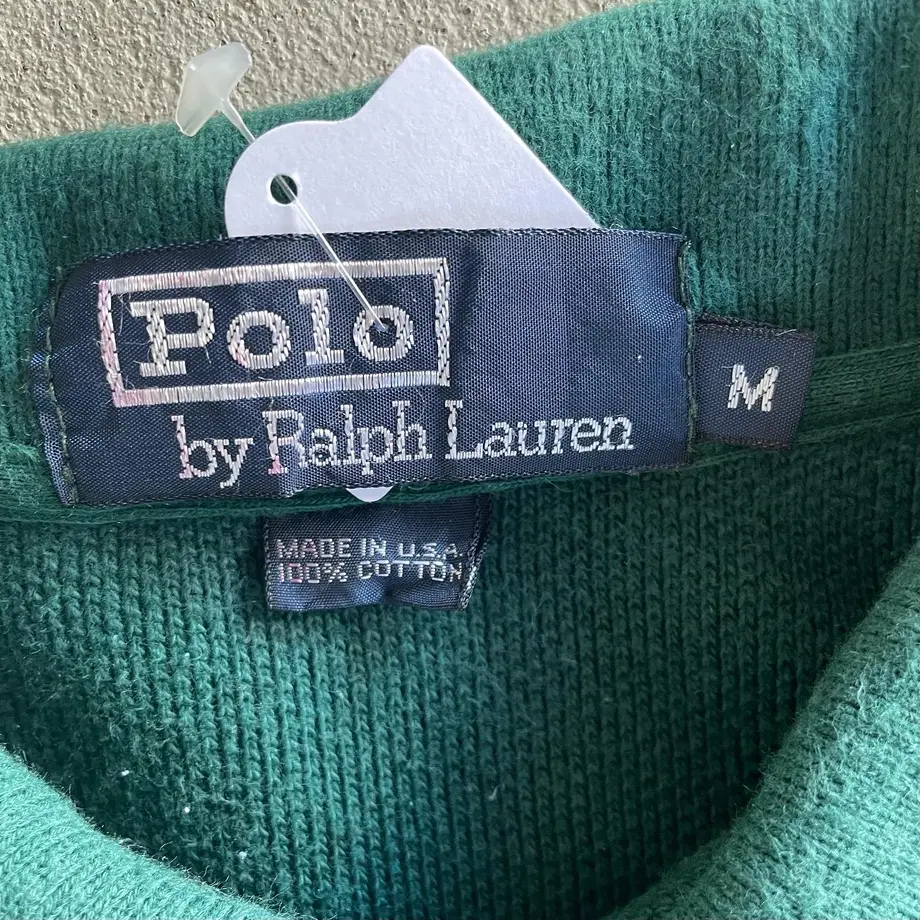 Polo
by Ralph Lauren
M
MADE IN U.S.A.
100% COTTON